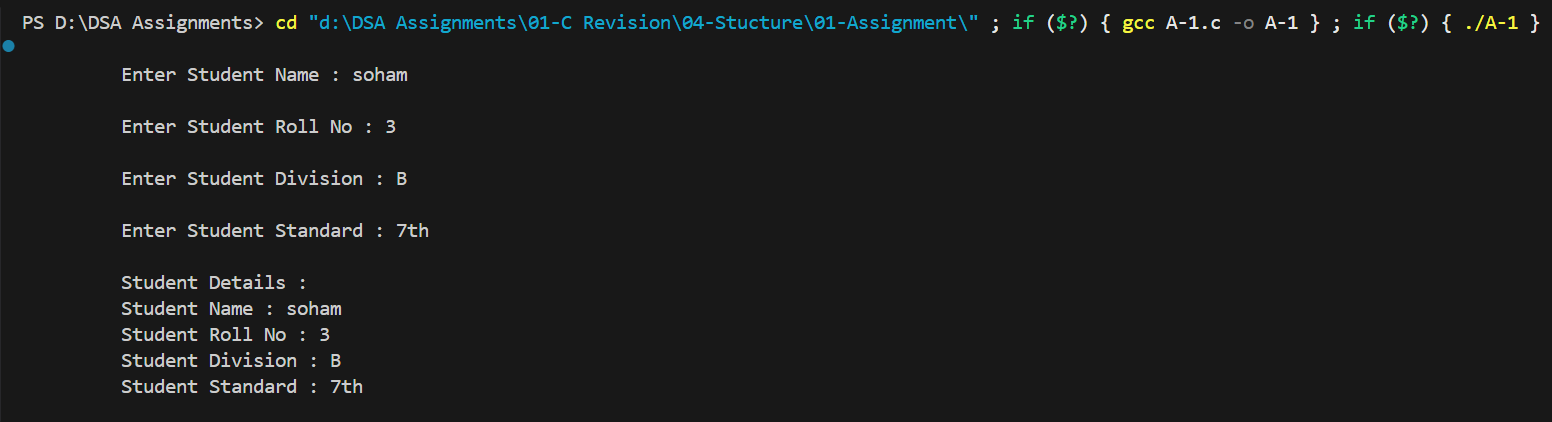 PS D:\DSA Assignments> cd "d:\DSA Assignments\01-C Revision\04-Stucture\01-Assignment\" ; if ($?) { gcc A-1.c -o A-1 } ; if ($?) { ./A-1 }
Enter Student Name : soham
Enter Student Roll No : 3
Enter Student Division : B
Enter Student Standard : 7th
Student Details :
Student Name : soham
Student Roll No : 3
Student Division : B
Student Standard : 7th